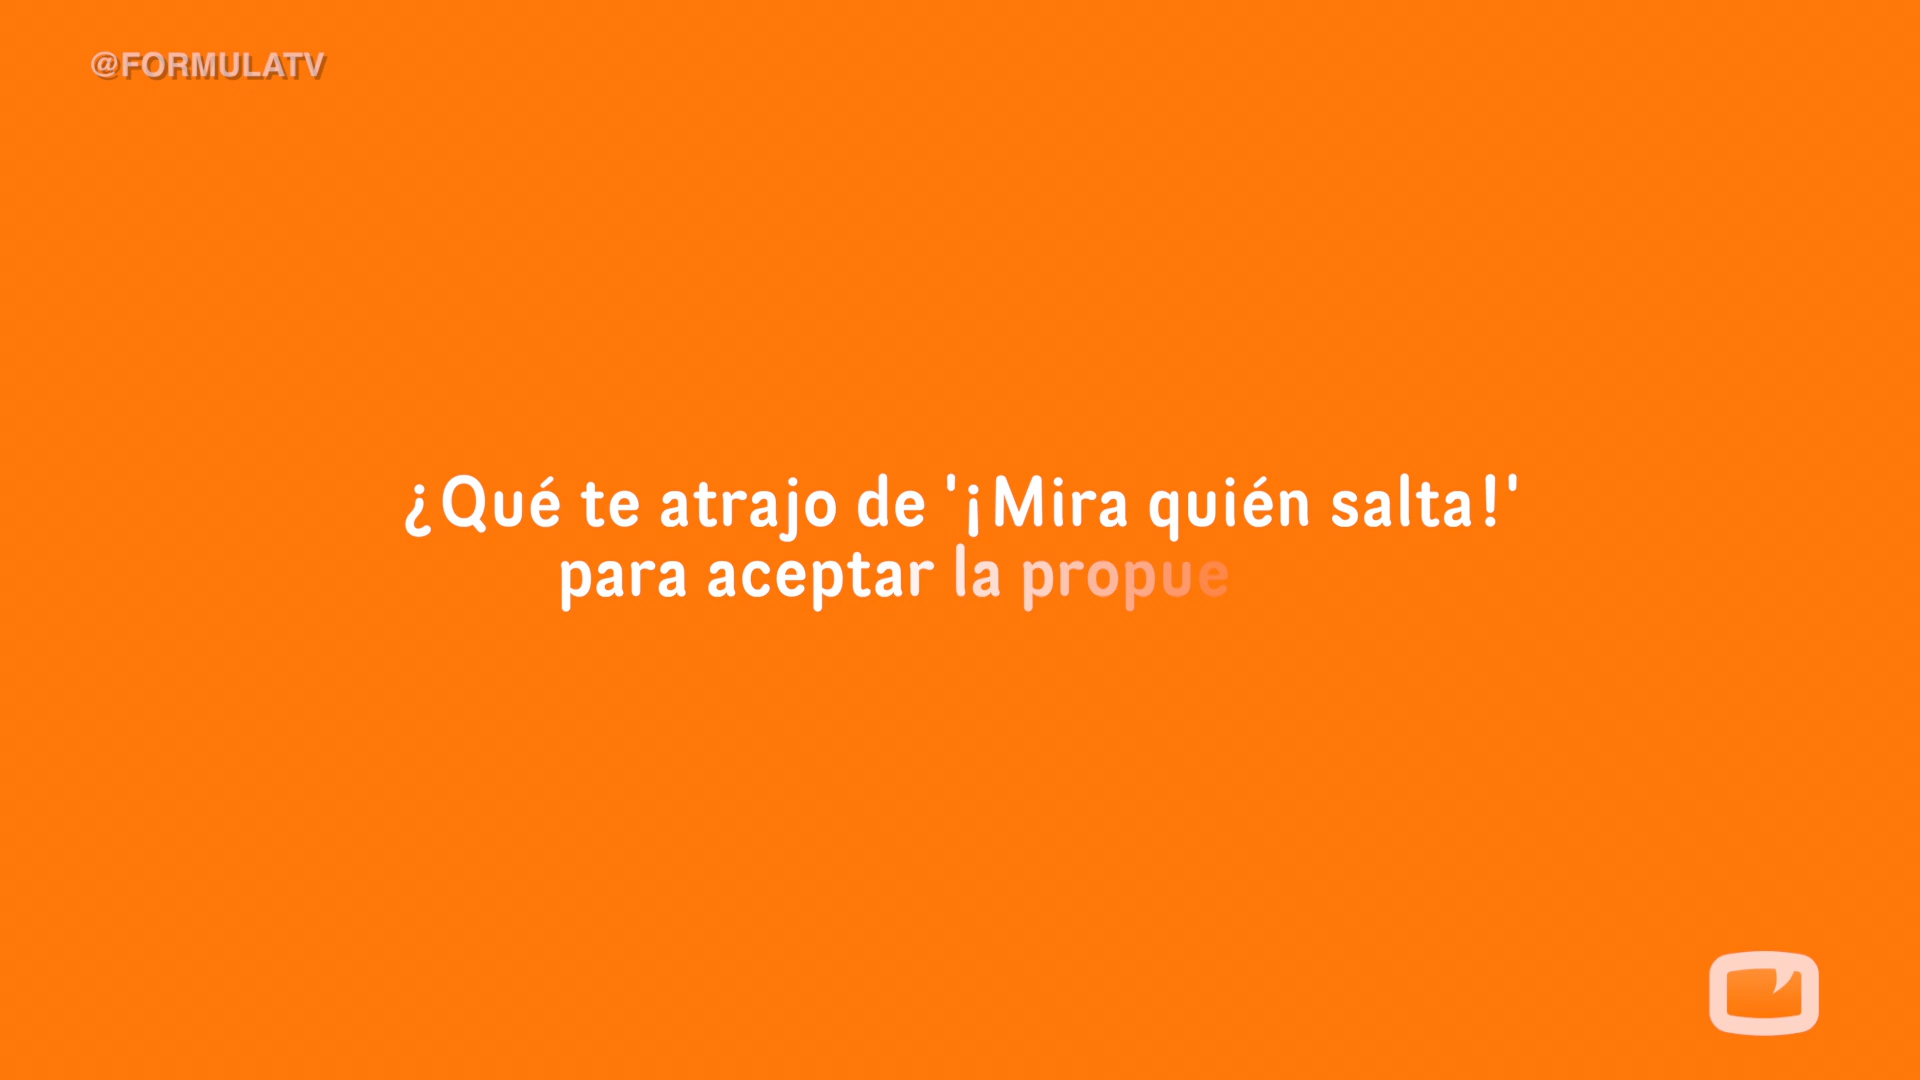 @FORMULATV
¿Qué te atrajo de '¡Mira quién salta!'
para aceptar la propue